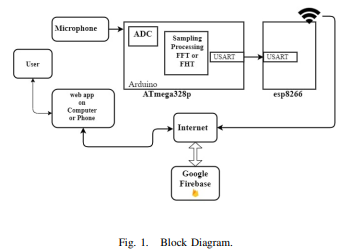 Microphone
ADC
Sampling
Processing
FFT or
FHT
USART
Arduino
ATmega328p
USART
esp8266
User
web app
on
Computer
or Phone
Internet
Google
Firebase
Fig. 1. Block Diagram.